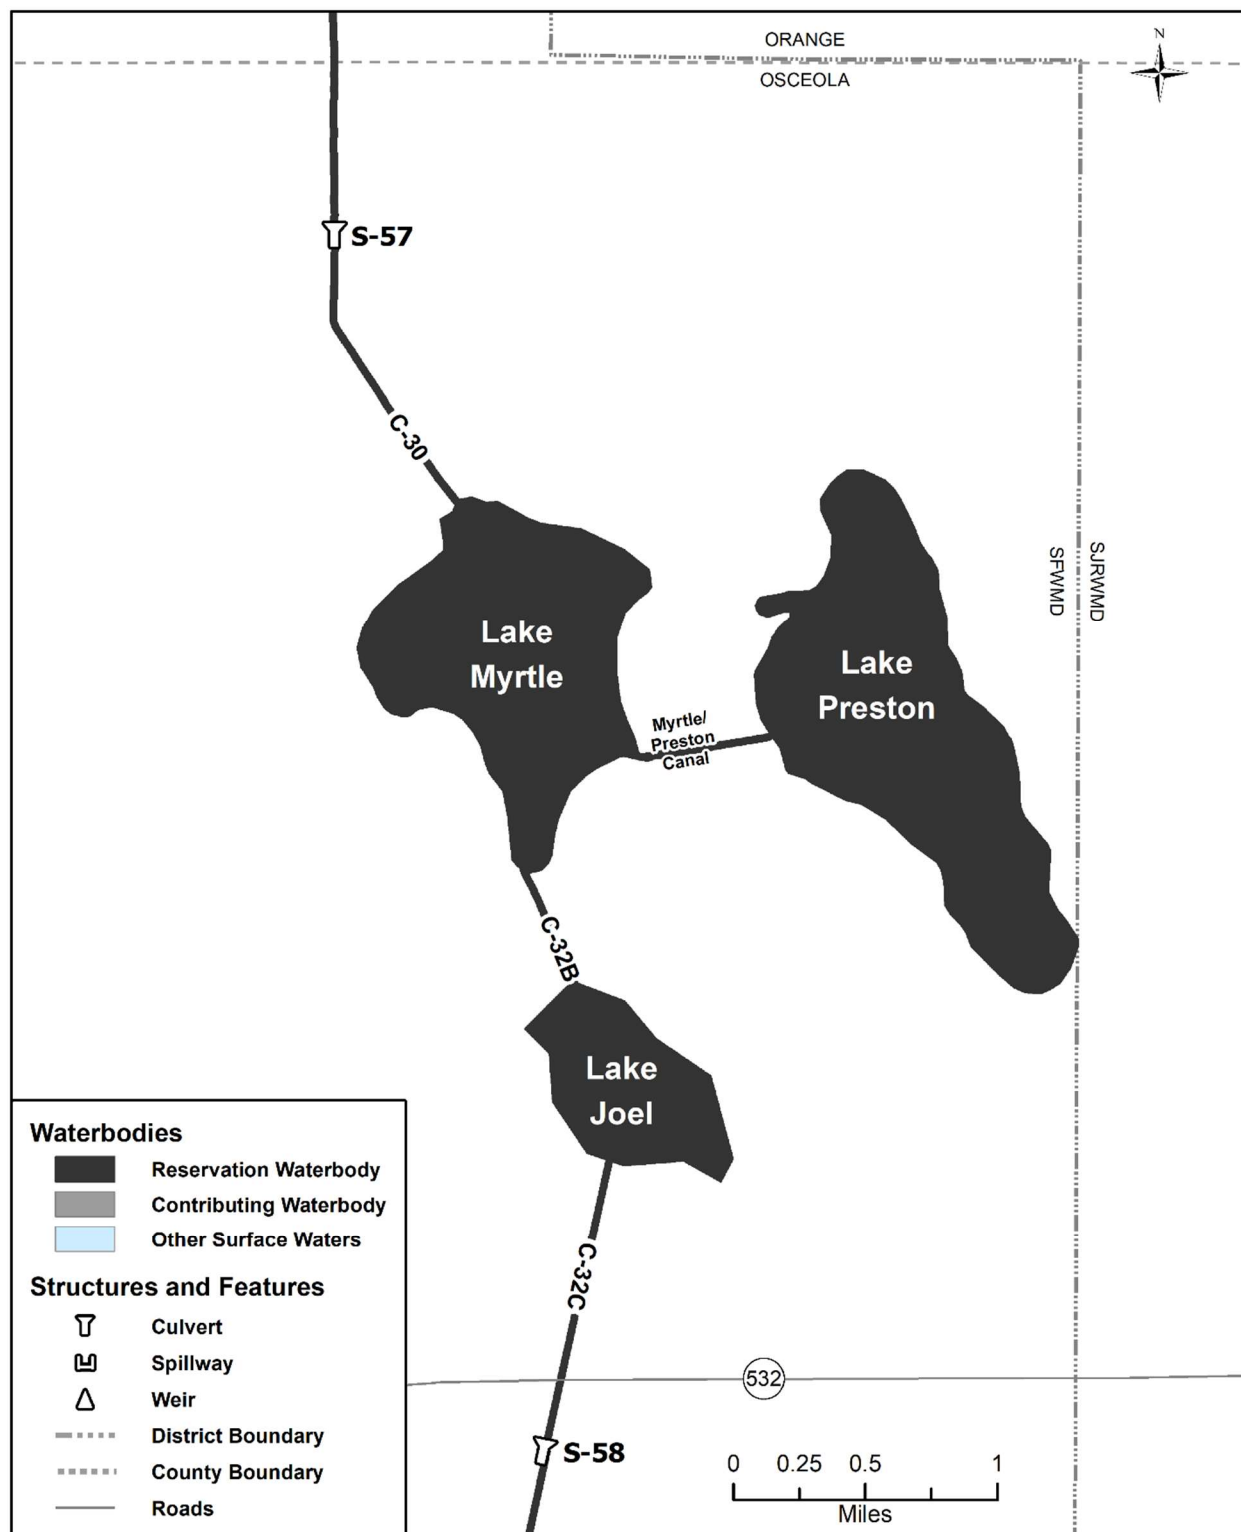 N
ORANGE
OSCEOLA
S-57
C-30
SFWMD
SJRWMD
Lake
Myrtle
Lake
Preston
Myrtle/
Preston
Canal
C-32B
Lake
Joel
C-32C
532
S-58
Waterbodies
Reservation Waterbody
Contributing Waterbody
Other Surface Waters
Structures and Features
Culvert
Spillway
Weir
District Boundary
County Boundary
Roads
0 0.25 0.5 1
Miles